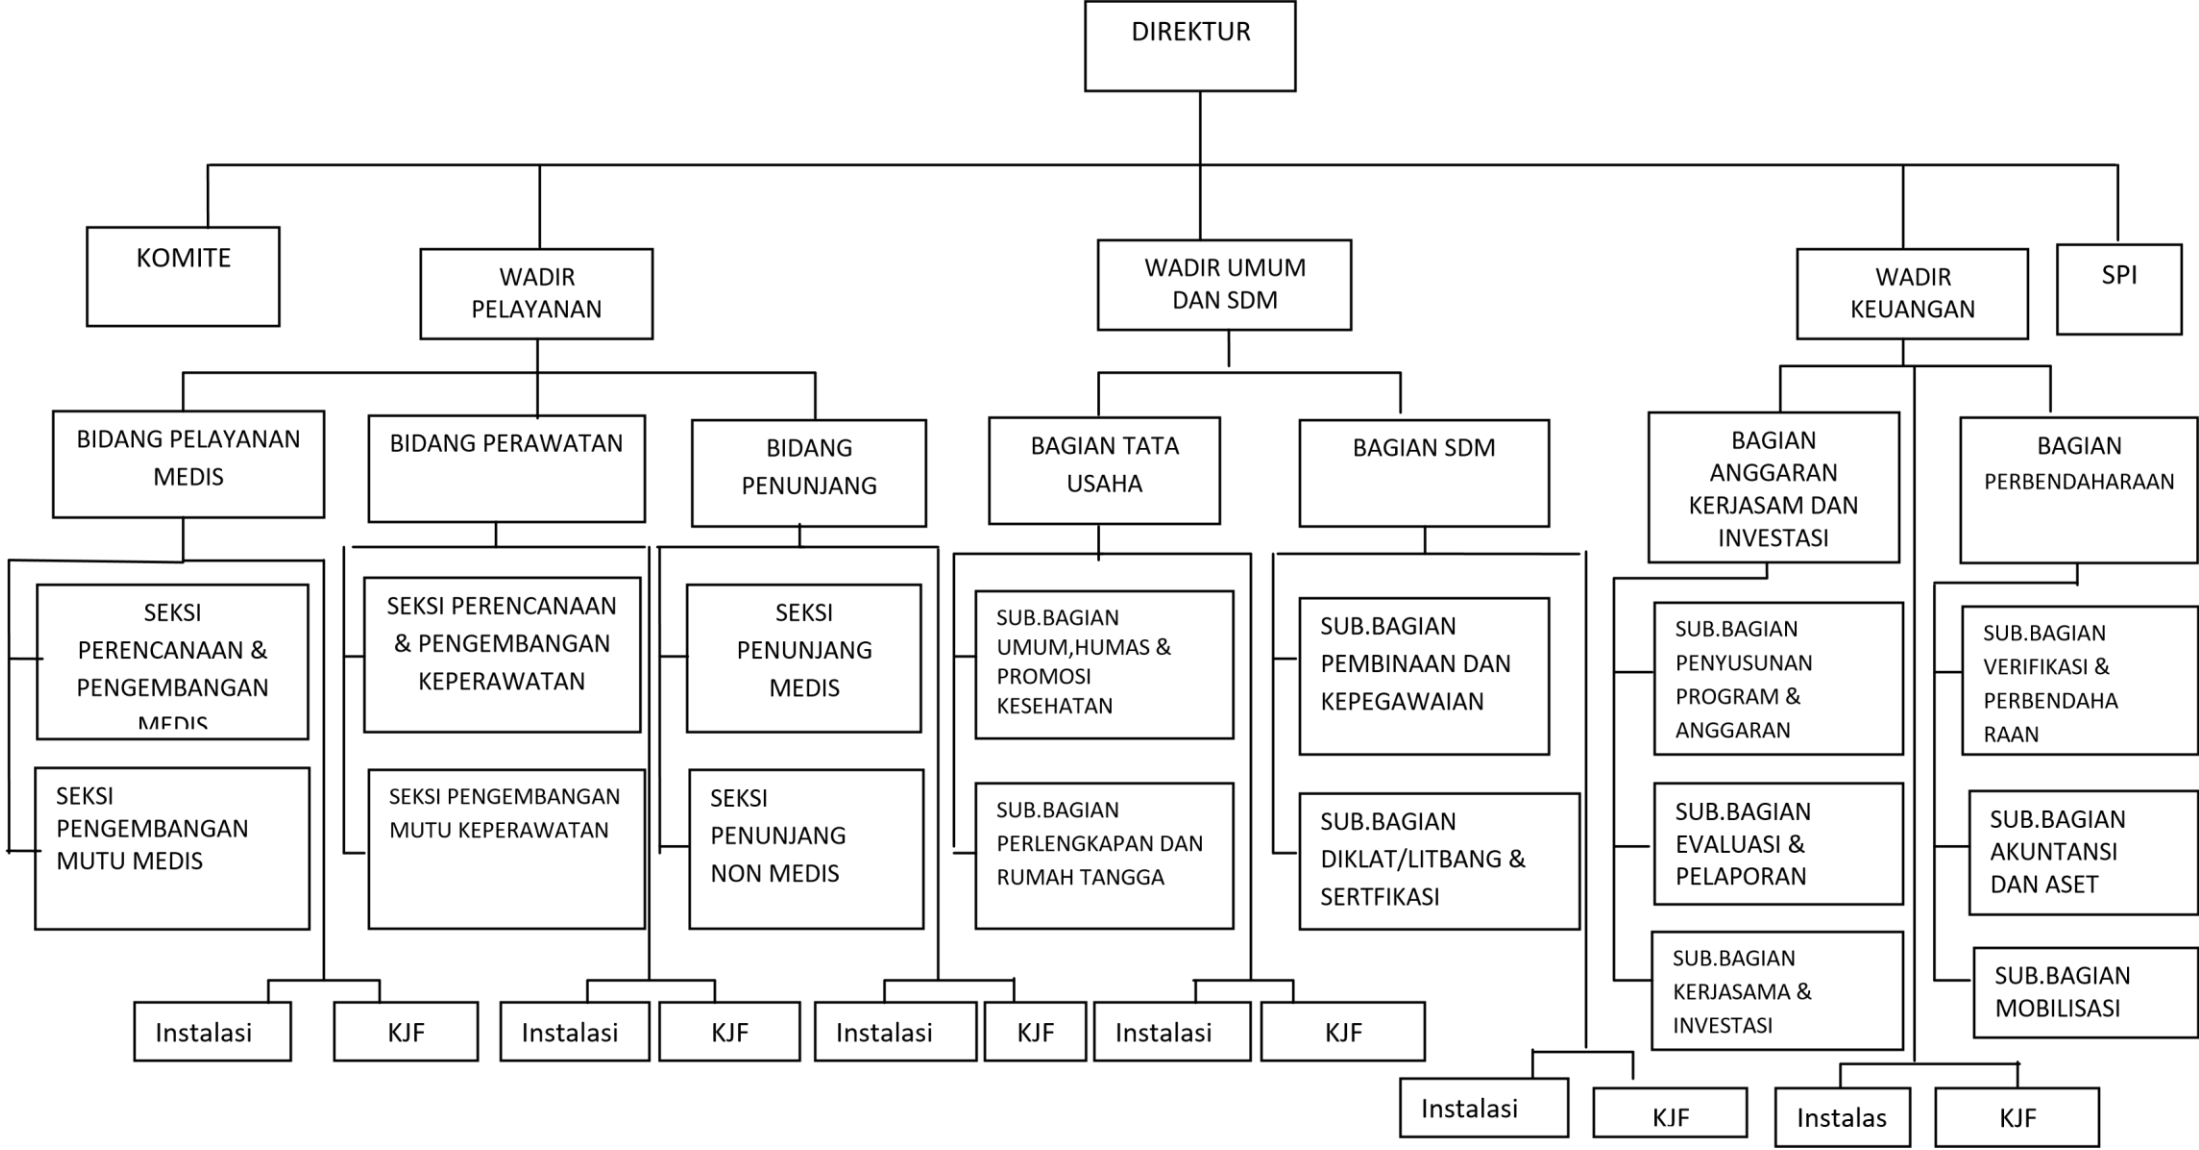 DIREKTUR
KOMITE
WADIR
PELAYANAN
WADIR UMUM
DAN SDM
WADIR
KEUANGAN
SPI
BIDANG PELAYANAN
MEDIS
BIDANG PERAWATAN
BIDANG
PENUNJANG
BAGIAN TATA
USAHA
BAGIAN SDM
BAGIAN
ANGGARAN
KERJASAM DAN
INVESTASI
BAGIAN
PERBENDAHARAAN
SEKSI
PERENCANAAN &
PENGEMBANGAN
MEDIS
SEKSI PERENCANAAN
& PENGEMBANGAN
KEPERAWATAN
SEKSI
PENUNJANG
MEDIS
SUB.BAGIAN
UMUM,HUMAS &
PROMOSI
KESEHATAN
SUB.BAGIAN
PEMBINAAN DAN
KEPEGAWAIAN
SUB.BAGIAN
PENYUSUNAN
PROGRAM &
ANGGARAN
SUB.BAGIAN
VERIFIKASI &
PERBENDAHA
RAAN
SEKSI
PENGEMBANGAN
MUTU MEDIS
SEKSI PENGEMBANGAN
MUTU KEPERAWATAN
SEKSI
PENUNJANG
NON MEDIS
SUB.BAGIAN
PERLENGKAPAN DAN
RUMAH TANGGA
SUB.BAGIAN
DIKLAT/LITBANG &
SERTFIKASI
SUB.BAGIAN
EVALUASI &
PELAPORAN
SUB.BAGIAN
AKUNTANSI
DAN ASET
SUB.BAGIAN
KERJASAMA &
INVESTASI
SUB.BAGIAN
MOBILISASI
Instalasi
KJF
Instalasi
KJF
Instalasi
KJF
Instalasi
KJF
Instalasi
KJF
Instalas
KJF